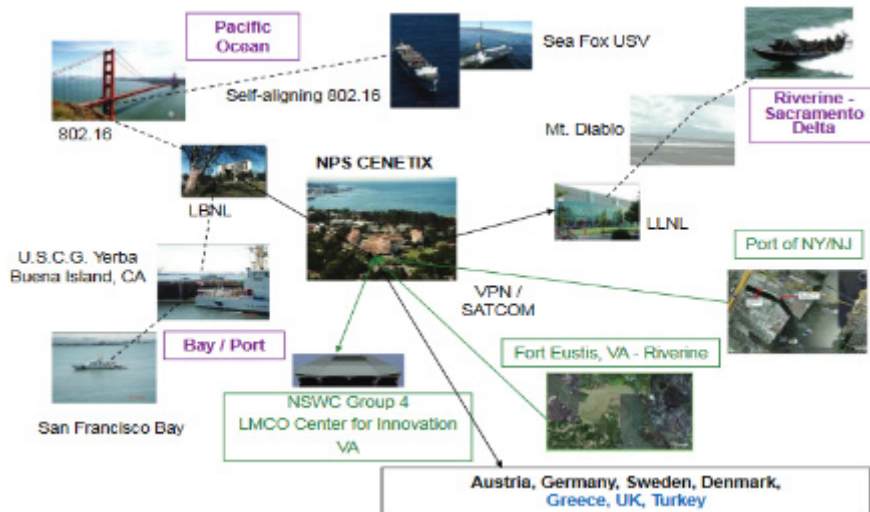 Pacific
Ocean
Sea Fox USV
Self-aligning 802.16
802.16
Riverine -
Sacramento
Delta
Mt. Diablo
NPS CENETIX
LBNL
LLNL
U.S.C.G. Yerba
Buena Island, CA
Port of NY/NJ
VPN /
SATCOM
Bay / Port
Fort Eustis, VA - Riverine
San Francisco Bay
NSWC Group 4
LMCO Center for Innovation
VA
Austria, Germany, Sweden, Denmark,
Greece, UK, Turkey